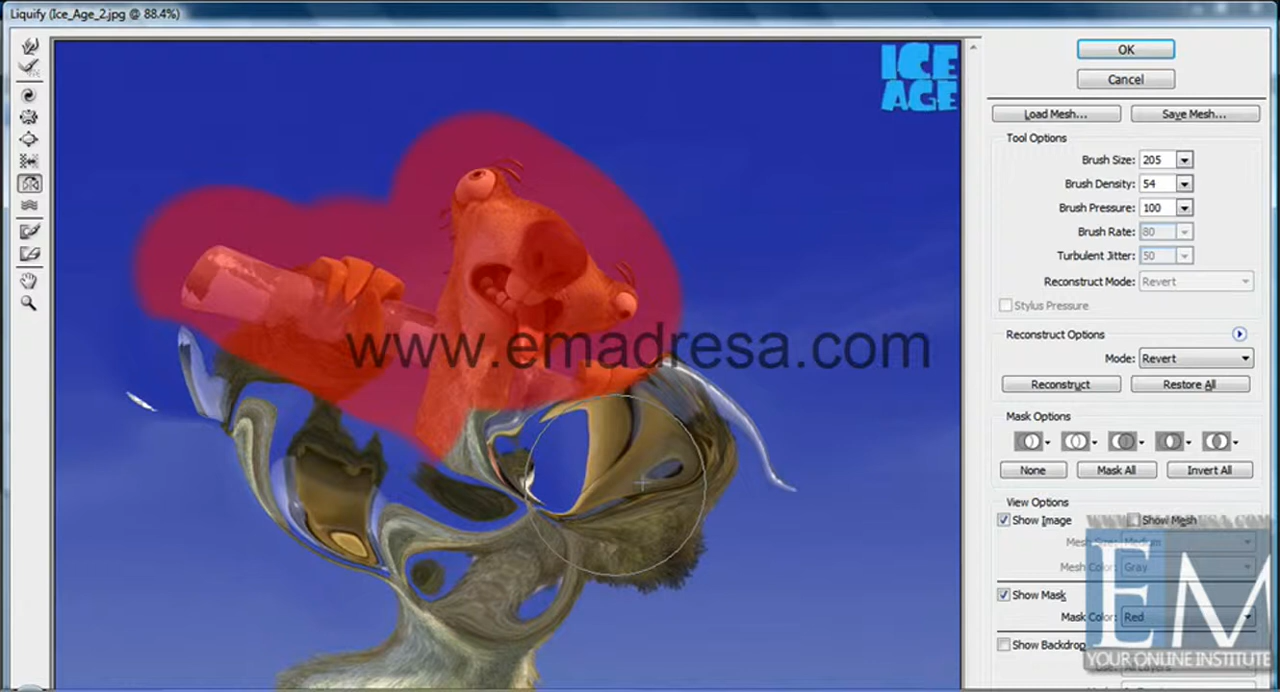 Liquify (Ice_Age_2.jpg @ 88.4%)
ICE
AGE
OK
Cancel
Load Mesh...
Save Mesh...
Tool Options
Brush Size: 205
Brush Density: 54
Brush Pressure: 100
Brush Rate: 80
Turbulent Jitter: 50
Reconstruct Mode: Revert
Stylus Pressure
www.emadresa.com
Reconstruct Options
Mode: Revert
Reconstruct
Restore All
Mask Options
None
Mask All
Invert All
View Options
Show Image
Show Mesh
Mesh Size: Medium
Mesh Color: Gray
Show Mask
Mask Color: Red
Show Backdrop
EM
YOUR ONLINE INSTITUTE